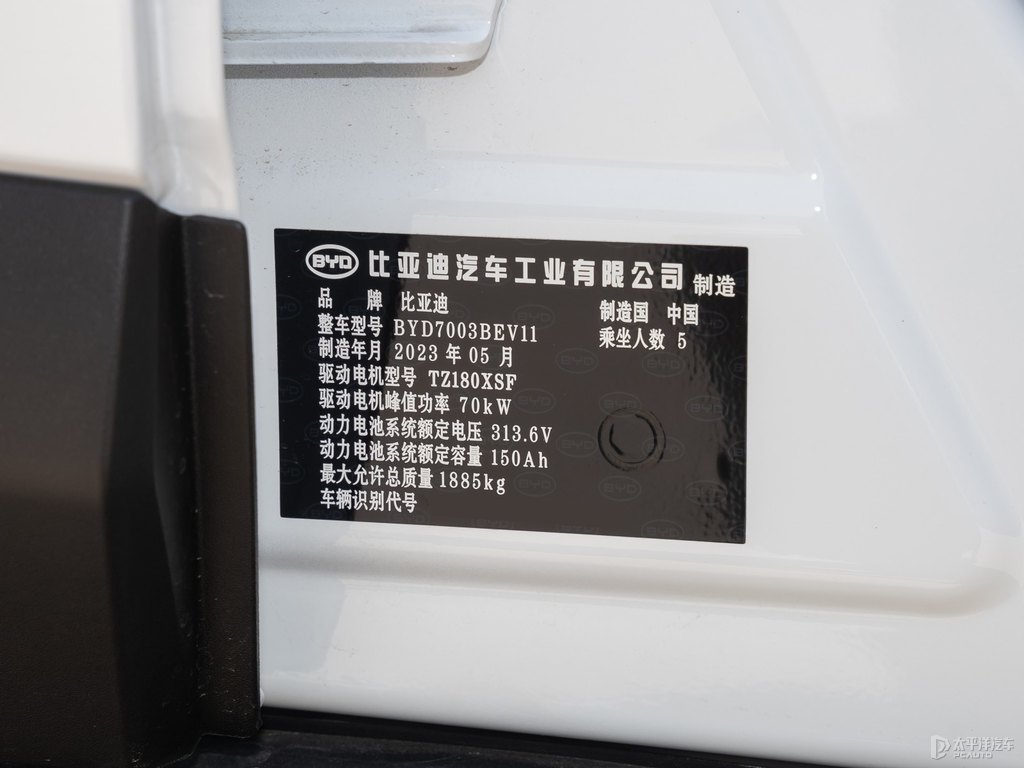 BYD 比亚迪汽车工业有限公司 制造
品 牌 比亚迪 制造国 中国
整车型号 BYD7003BEV11 乘坐人数 5
制造年月 2023 年 05 月
驱动电机型号 TZ180XSF
驱动电机峰值功率 70kW
动力电池系统额定电压 313.6V
动力电池系统额定容量 150Ah
最大允许总质量 1885kg
车辆识别代号
太平洋汽车
PCAUTO